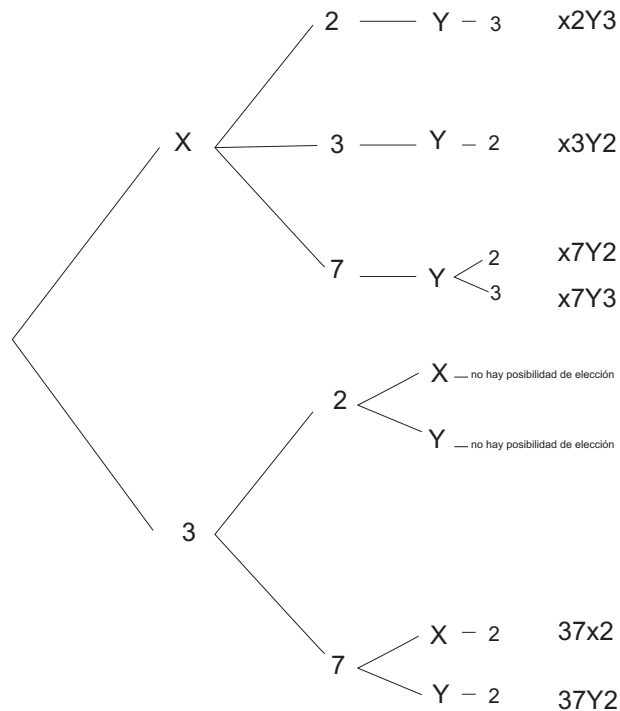 2 Y 3 x2Y3
X 3 Y 2 x3Y2
7 Y 2 x7Y2
3 x7Y3
2 X no hay posibilidad de elección
Y no hay posibilidad de elección
3
7 X 2 37x2
Y 2 37Y2